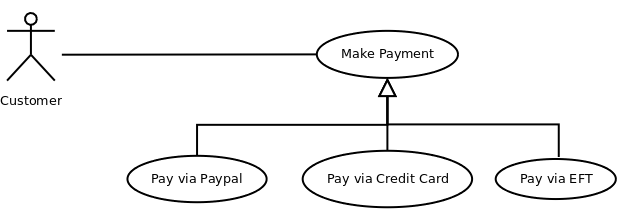 Make Payment
Customer
Pay via Paypal
Pay via Credit Card
Pay via EFT